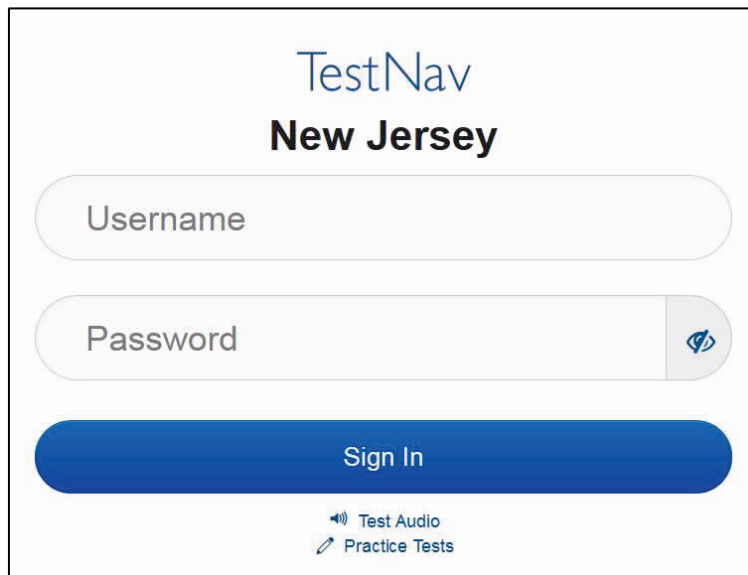 TestNav
New Jersey
Username
Password
Sign In
Test Audio
Practice Tests